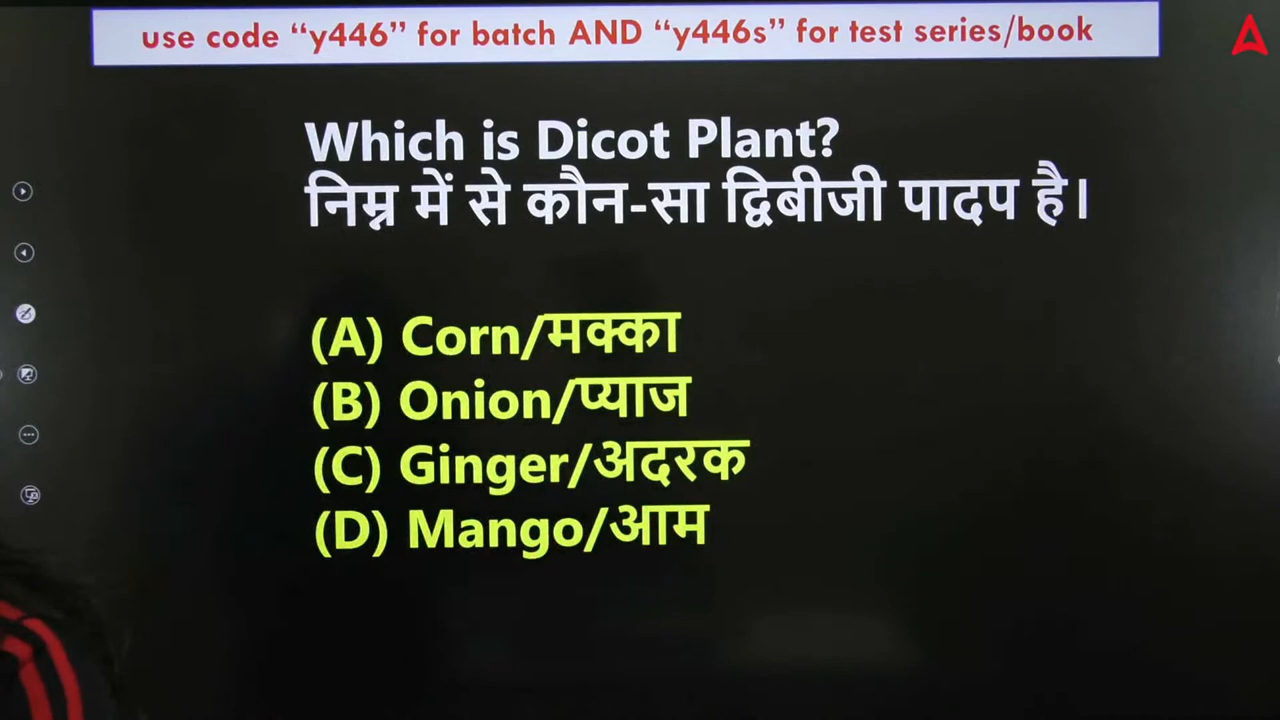 use code “y446” for batch AND “y446s” for test series/book
Which is Dicot Plant?
निम्न में से कौन-सा द्विबीजी पादप है।
(A) Corn/मक्का
(B) Onion/प्याज
(C) Ginger/अदरक
(D) Mango/आम